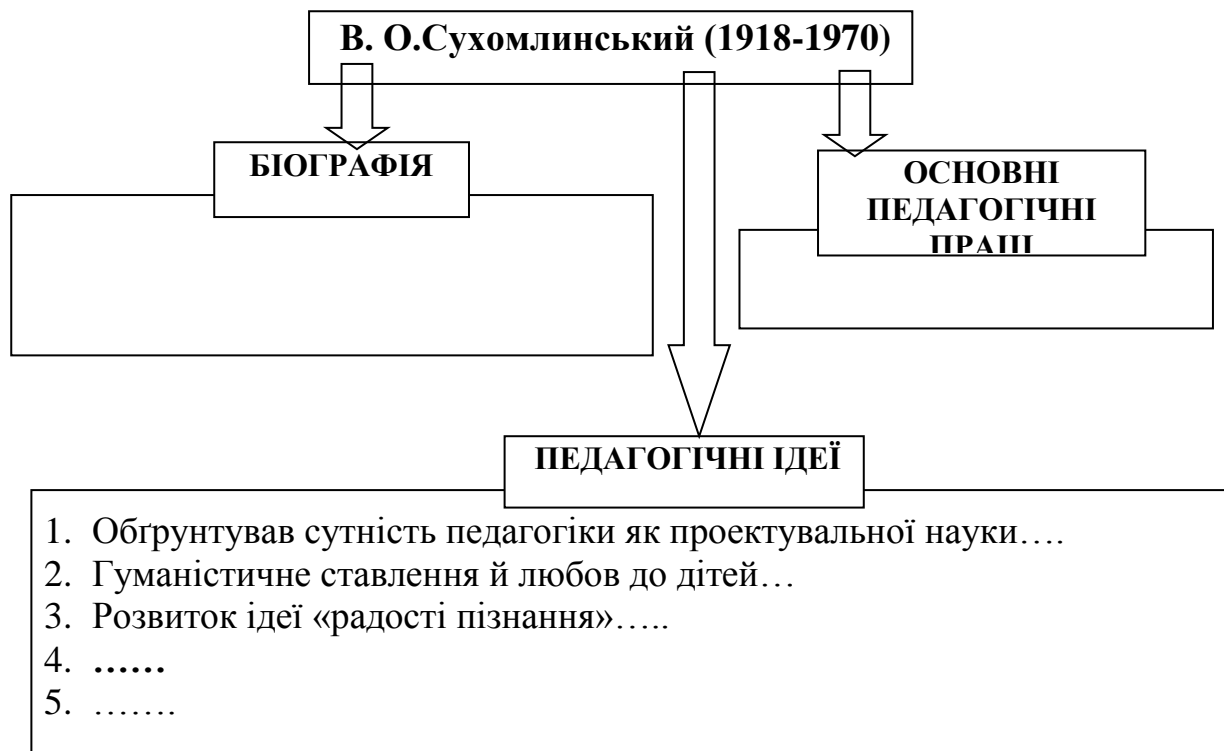 В. О.Сухомлинський (1918-1970)
БІОГРАФІЯ
ОСНОВНІ
ПЕДАГОГІЧНІ
ПРАЦІ
ПЕДАГОГІЧНІ ІДЕЇ
1. Обґрунтував сутність педагогіки як проектувальної науки….
2. Гуманістичне ставлення й любов до дітей…
3. Розвиток ідеї «радості пізнання»…..
4. ……
5. …….